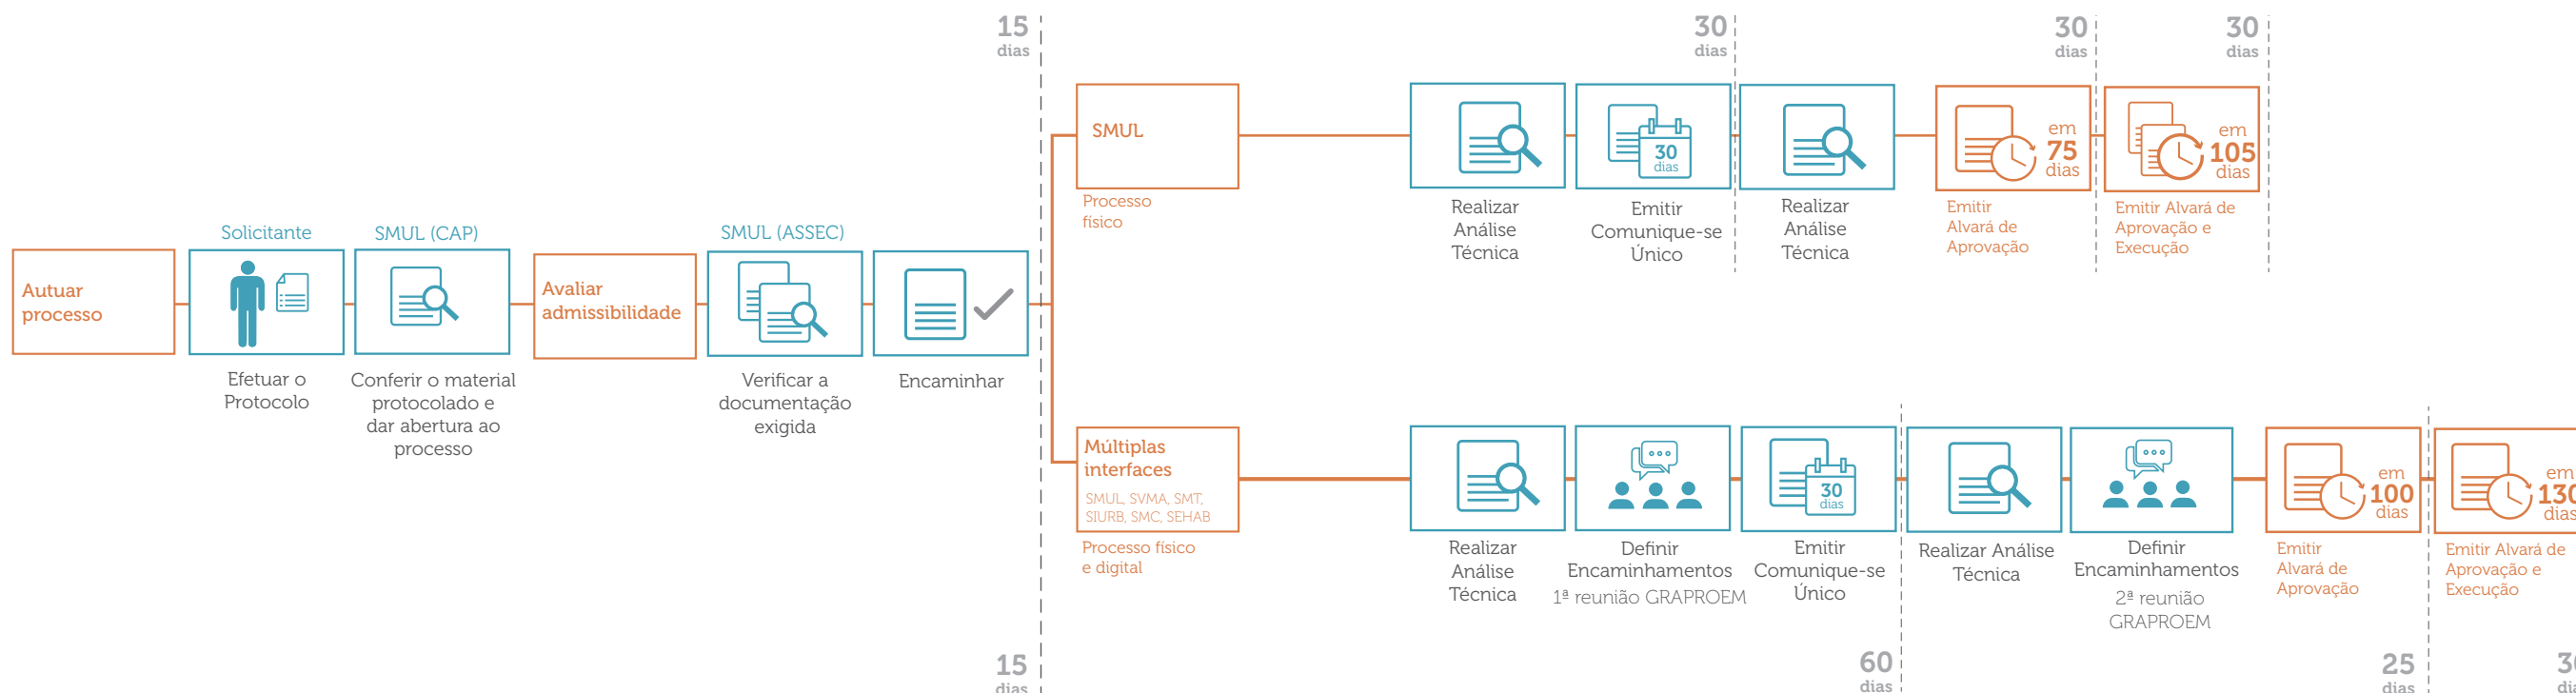 15
dias
30
dias
30
dias
30
dias
SMUL
Processo
físico
30
dias
em
75
dias
em
105
dias
Realizar
Análise
Técnica
Emitir
Comunique-se
Único
Realizar
Análise
Técnica
Emitir
Alvará de
Aprovação
Emitir Alvará de
Aprovação e
Execução
Autuar
processo
Solicitante
Efetuar o
Protocolo
SMUL (CAP)
Conferir o material
protocolado e
dar abertura ao
processo
Avaliar
admissibilidade
SMUL (ASSEC)
Verificar a
documentação
exigida
Encaminhar
Múltiplas
interfaces
SMUL, SVMA, SMT,
SIURB, SMC, SEHAB
Processo físico
e digital
30
dias
em
100
dias
em
130
dias
Realizar
Análise
Técnica
Definir
Encaminhamentos
1ª reunião GRAPROEM
Emitir
Comunique-se
Único
Realizar Análise
Técnica
Definir
Encaminhamentos
2ª reunião
GRAPROEM
Emitir
Alvará de
Aprovação
Emitir Alvará de
Aprovação e
Execução
15
dias
60
dias
25
dias